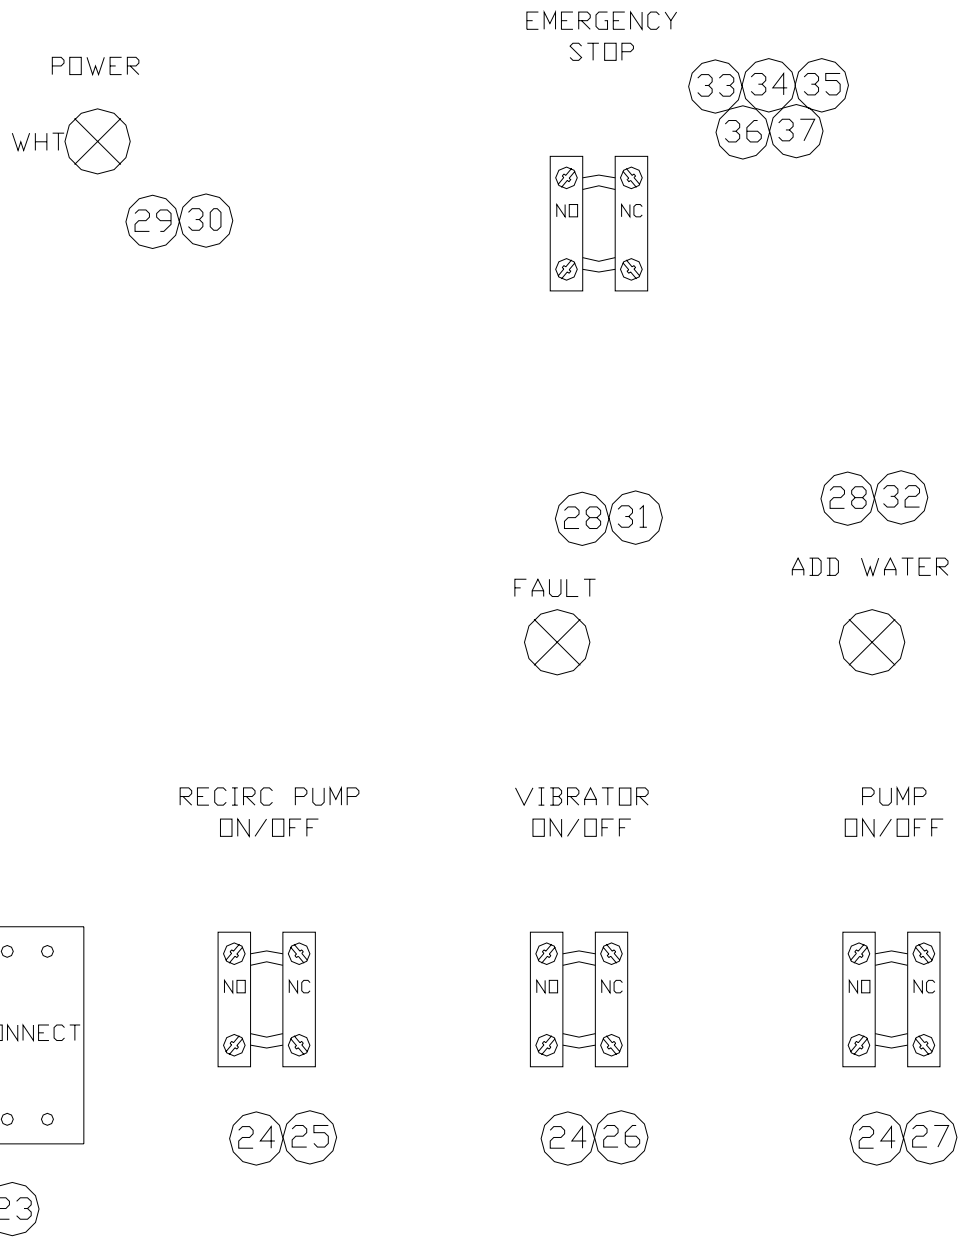 EMERGENCY
STOP
POWER
33 34 35
36 37
WHT
NO NC
29 30
28 31
28 32
ADD WATER
FAULT
RECIRC PUMP
ON/OFF
VIBRATOR
ON/OFF
PUMP
ON/OFF
NO NC
NO NC
NO NC
ONNECT
24 25
24 26
24 27
23